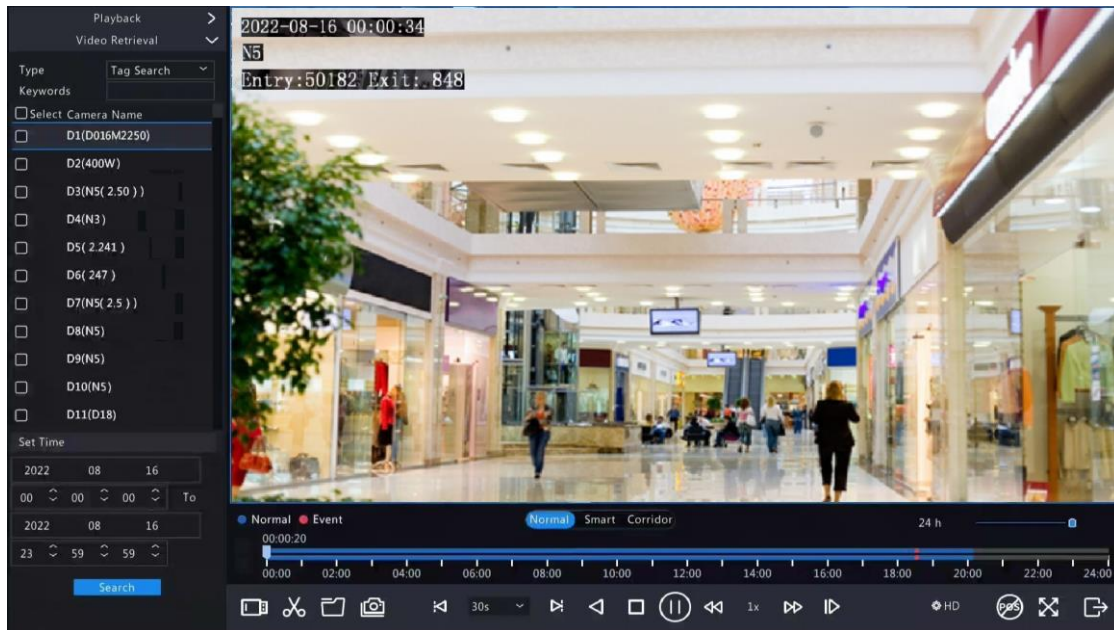 Playback
Video Retrieval
Type Tag Search
Keywords
Select Camera Name
D1(D016M2250)
D2(400W)
D3(N5( 2.50 ) )
D4(N3)
D5( 2.241 )
D6( 247 )
D7(N5( 2.5 ) )
D8(N5)
D9(N5)
D10(N5)
D11(D18)
Set Time
2022 08 16
00 00 00 To
2022 08 16
23 59 59
Search
2022-08-16 00:00:34
N5
Entry:50182 Exit: 848
Normal Event Normal Smart Corridor 24 h
00:00:20
00:00 02:00 04:00 06:00 08:00 10:00 12:00 14:00 16:00 18:00 20:00 22:00 24:00
30s 1x HD POS